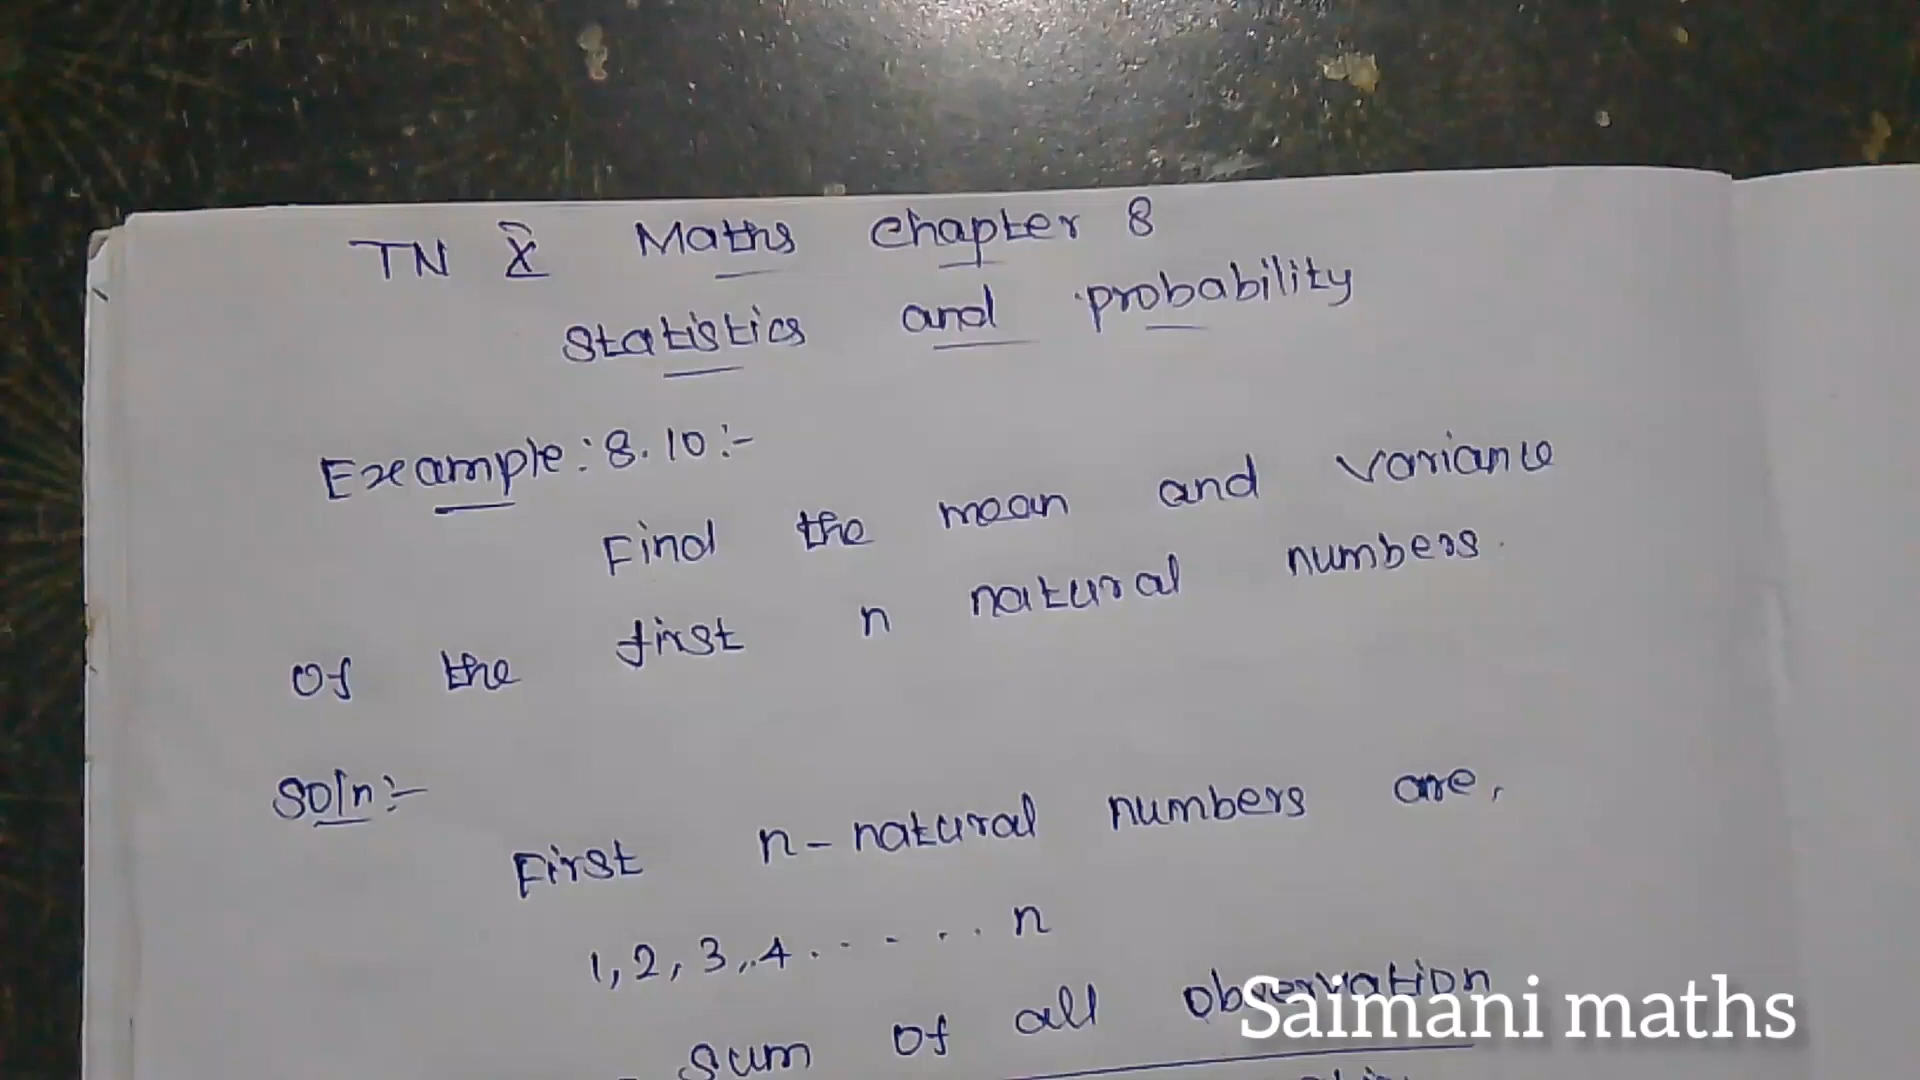 TN X Maths Chapter 8
Statistics and probability
Example: 8.10:-
Find the mean and variance
of the first n natural numbers.
Soln:-
First n-natural numbers are,
1, 2, 3, 4 . . . . . . n
Sum of all observation
Saimani maths